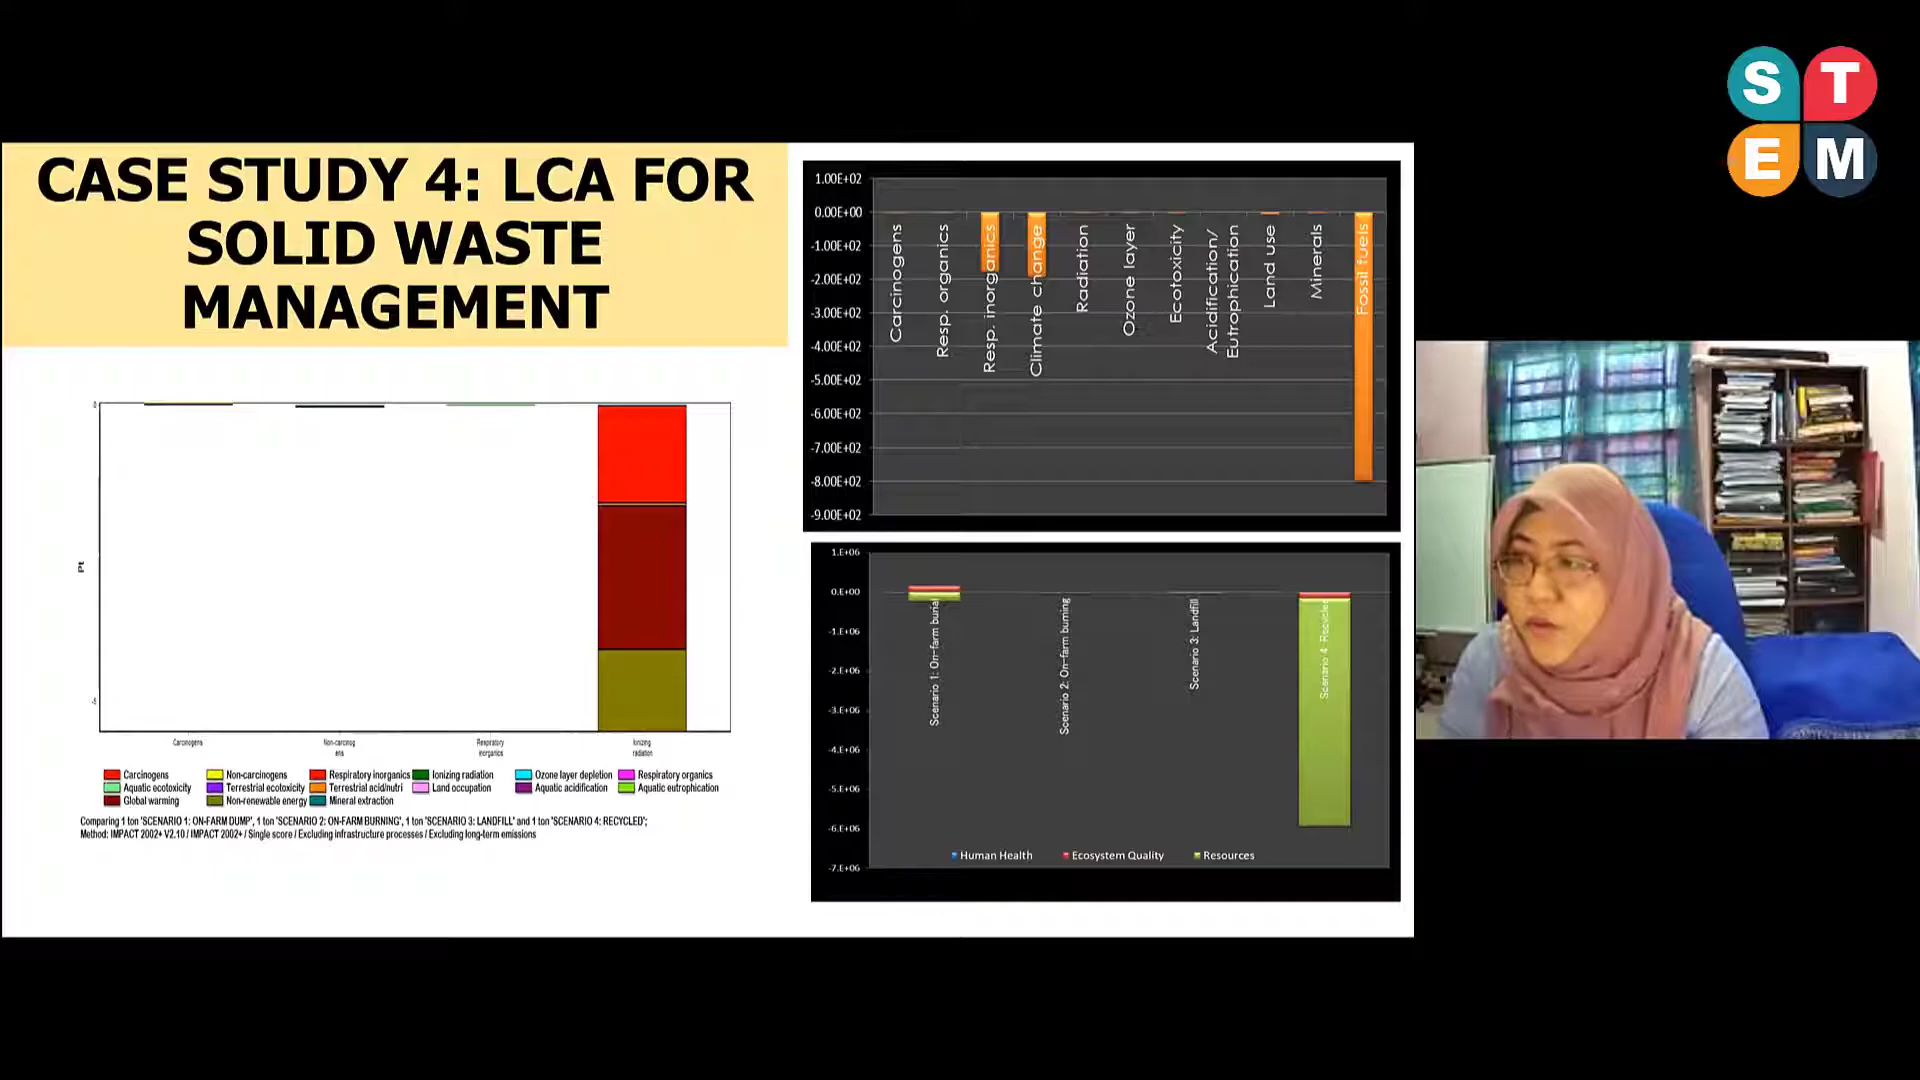 CASE STUDY 4: LCA FOR
SOLID WASTE
MANAGEMENT
Pt
Carcinogens
Non-carcinog
ens
Respiratory
inorganics
Ionizing
radiation
Carcinogens Non-carcinogens Respiratory inorganics Ionizing radiation Ozone layer depletion Respiratory organics
Aquatic ecotoxicity Terrestrial ecotoxicity Terrestrial acid/nutri Land occupation Aquatic acidification Aquatic eutrophication
Global warming Non-renewable energy Mineral extraction
Comparing 1 ton 'SCENARIO 1: ON-FARM DUMP', 1 ton 'SCENARIO 2: ON-FARM BURNING', 1 ton 'SCENARIO 3: LANDFILL' and 1 ton 'SCENARIO 4: RECYCLED';
Method: IMPACT 2002+ V2.10 / IMPACT 2002+ / Single score / Excluding infrastructure processes / Excluding long-term emissions
1.00E+02
0.00E+00
-1.00E+02
-2.00E+02
-3.00E+02
-4.00E+02
-5.00E+02
-6.00E+02
-7.00E+02
-8.00E+02
-9.00E+02
Carcinogens
Resp. organics
Resp. inorganics
Climate change
Radiation
Ozone layer
Ecotoxicity
Acidification/
Eutrophication
Land use
Minerals
Fossil fuels
1.E+06
0.E+00
-1.E+06
-2.E+06
-3.E+06
-4.E+06
-5.E+06
-6.E+06
-7.E+06
Scenario 1: On-farm burial
Scenario 2: On-farm burning
Scenario 3: Landfill
Scenario 4: Recycled
Human Health Ecosystem Quality Resources
S T
E M